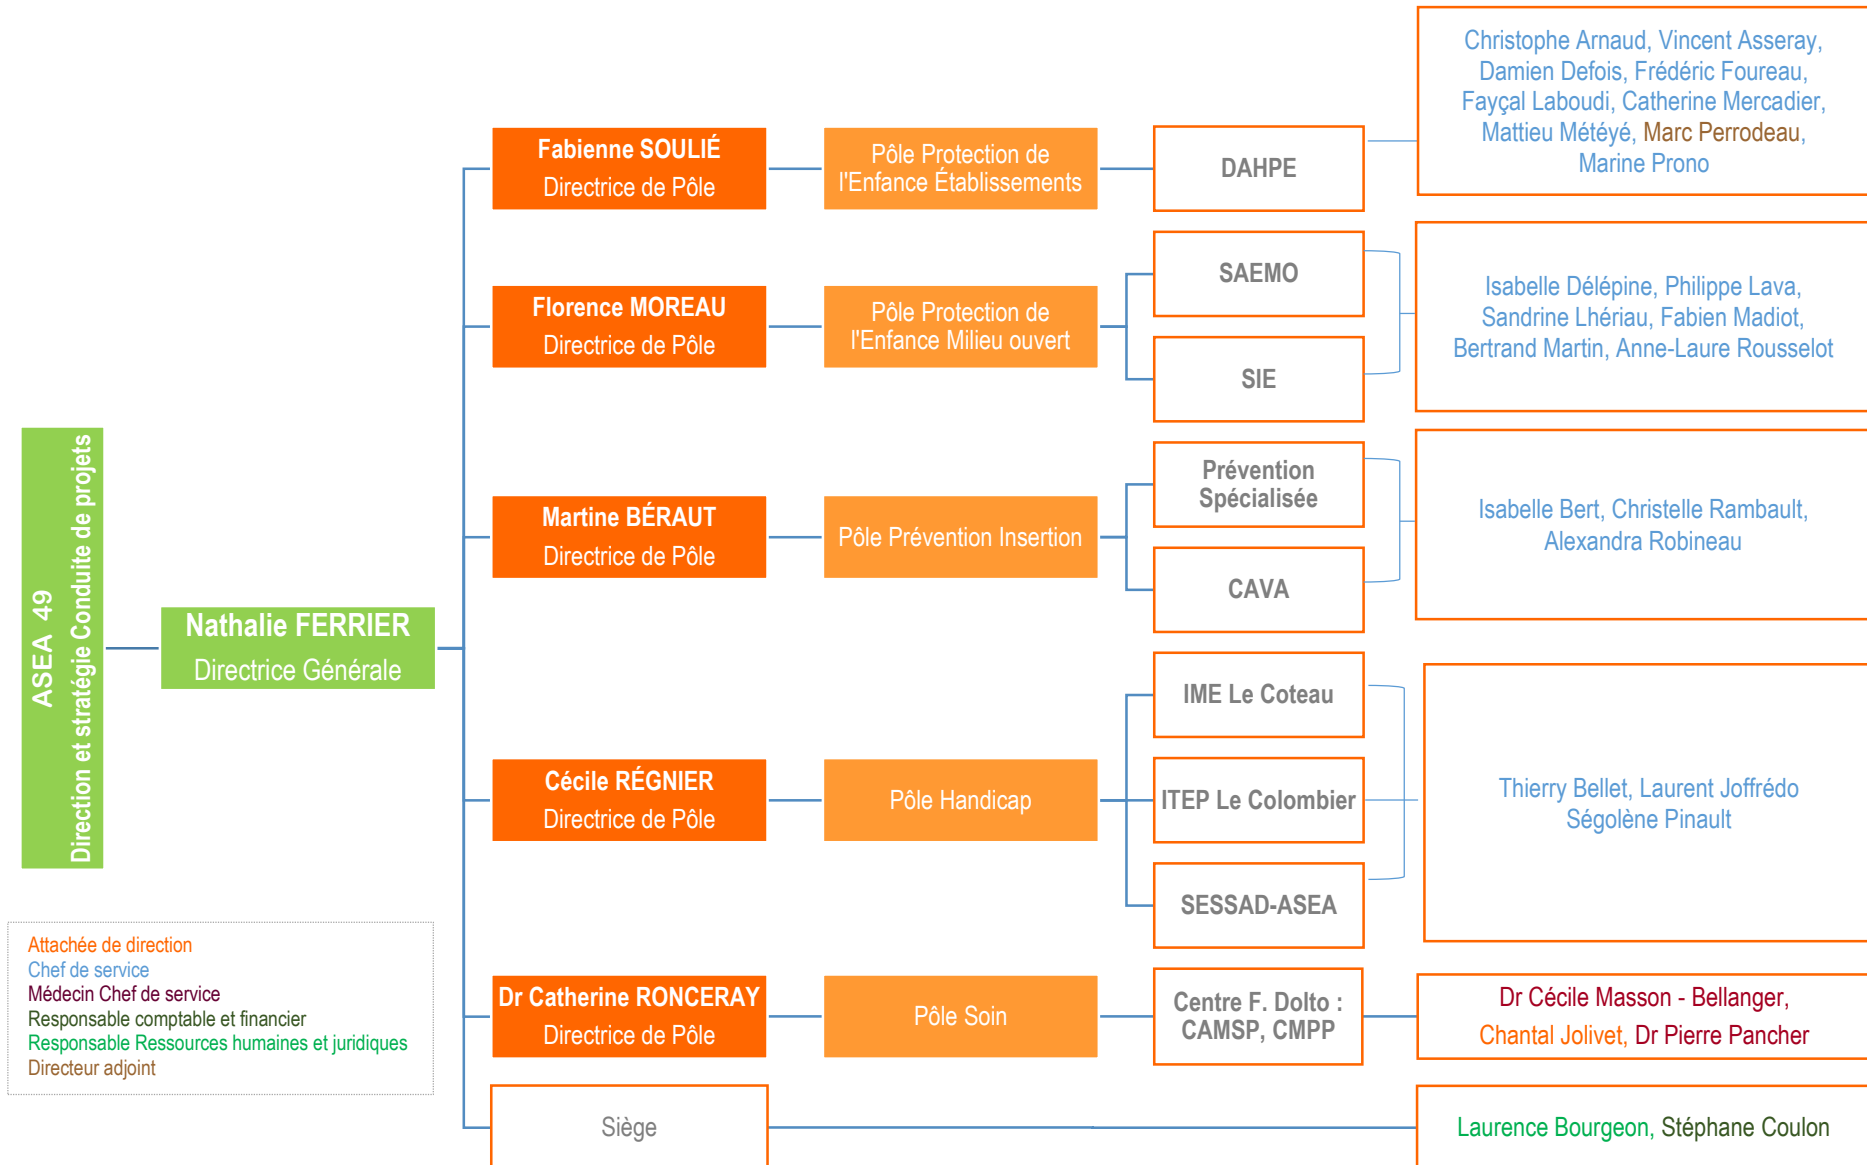 ASEA 49
Direction et stratégie Conduite de projets
Nathalie FERRIER
Directrice Générale
Fabienne SOULIÉ
Directrice de Pôle
Pôle Protection de
l'Enfance Établissements
DAHPE
Christophe Arnaud, Vincent Asseray,
Damien Defois, Frédéric Foureau,
Fayçal Laboudi, Catherine Mercadier,
Mattieu Météyé, Marc Perrodeau,
Marine Prono
Florence MOREAU
Directrice de Pôle
Pôle Protection de
l'Enfance Milieu ouvert
SAEMO
SIE
Isabelle Délépine, Philippe Lava,
Sandrine Lhériau, Fabien Madiot,
Bertrand Martin, Anne-Laure Rousselot
Martine BÉRAUT
Directrice de Pôle
Pôle Prévention Insertion
Prévention
Spécialisée
CAVA
Isabelle Bert, Christelle Rambault,
Alexandra Robineau
Cécile RÉGNIER
Directrice de Pôle
Pôle Handicap
IME Le Coteau
ITEP Le Colombier
SESSAD-ASEA
Thierry Bellet, Laurent Joffrédo
Ségolène Pinault
Dr Catherine RONCERAY
Directrice de Pôle
Pôle Soin
Centre F. Dolto :
CAMSP, CMPP
Dr Cécile Masson - Bellanger,
Chantal Jolivet, Dr Pierre Pancher
Siège
Laurence Bourgeon, Stéphane Coulon
Attachée de direction
Chef de service
Médecin Chef de service
Responsable comptable et financier
Responsable Ressources humaines et juridiques
Directeur adjoint